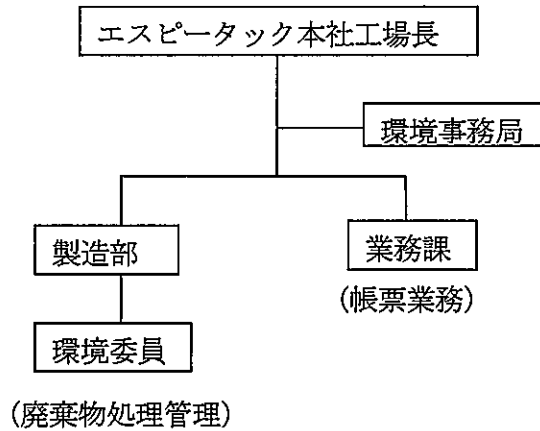 エスピータック本社工場長
環境事務局
製造部
業務課
(帳票業務)
環境委員
(廃棄物処理管理)